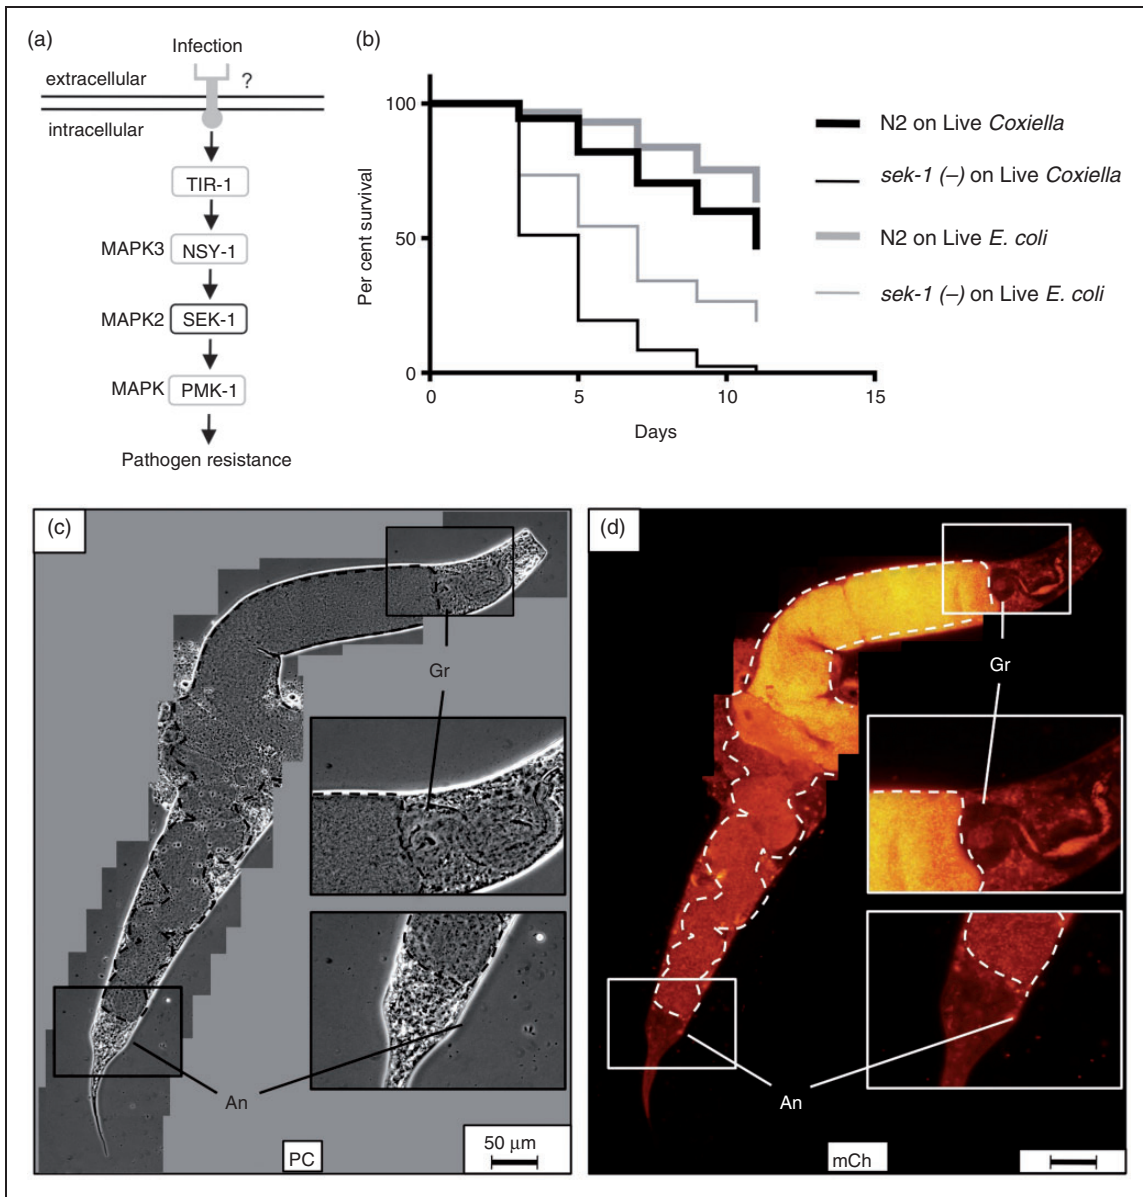 (a)
Infection
extracellular
?
intracellular
TIR-1
MAPK3 NSY-1
MAPK2 SEK-1
MAPK PMK-1
Pathogen resistance
(b)
Per cent survival
100
50
0
0 5 10 15
Days
N2 on Live Coxiella
sek-1 (–) on Live Coxiella
N2 on Live E. coli
sek-1 (–) on Live E. coli
(c)
Gr
An
PC
50 μm
(d)
Gr
An
mCh